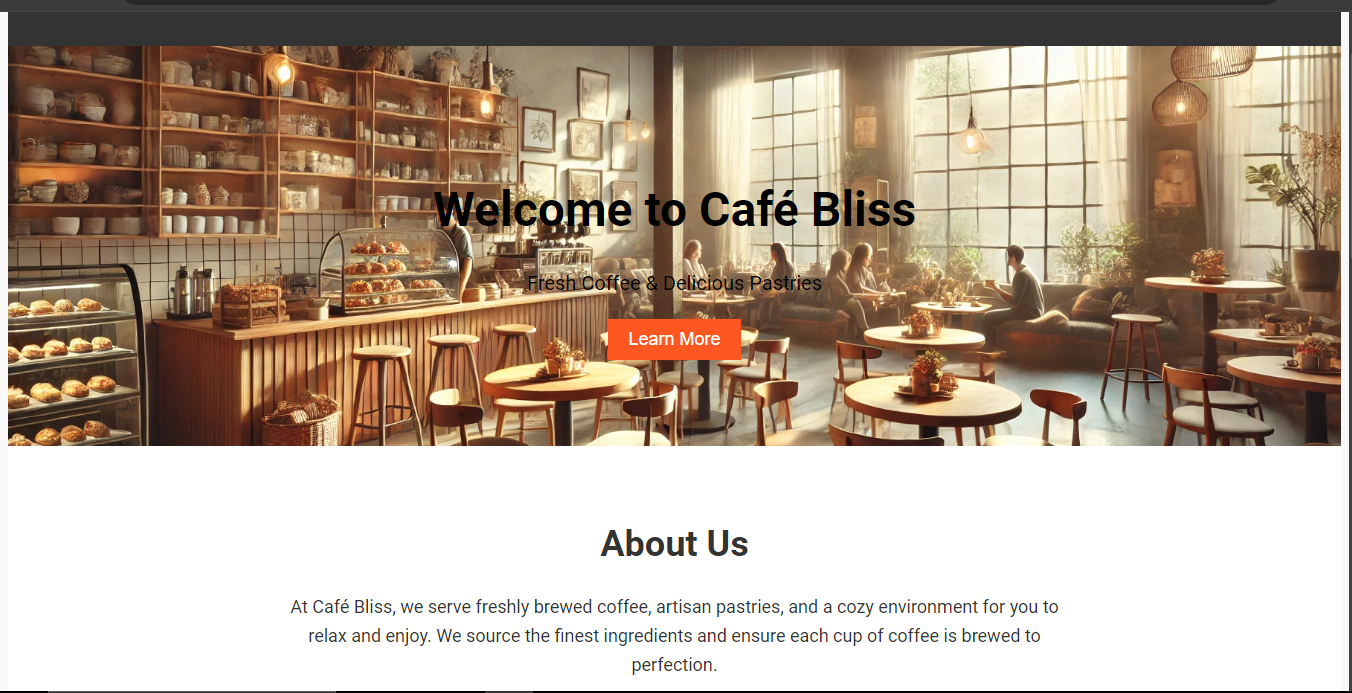 Welcome to Café Bliss
Fresh Coffee & Delicious Pastries
Learn More
About Us
At Café Bliss, we serve freshly brewed coffee, artisan pastries, and a cozy environment for you to
relax and enjoy. We source the finest ingredients and ensure each cup of coffee is brewed to
perfection.